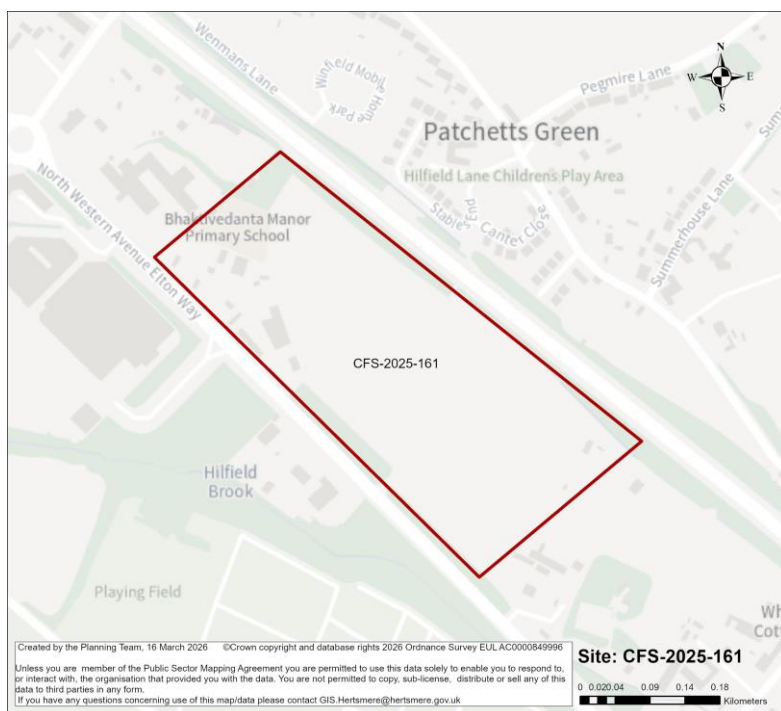 N
W
E
S
Wenmans Lane
Winfield Mobile Home
Park
Pegmire Lane
Patchetts Green
Hilfield Lane Childrens Play Area
Stables End
Canter Close
Summerhouse Lane
Sum
North Western Avenue Elton Way
Bhaktivedanta Manor
Primary School
CFS-2025-161
Hilfield
Brook
Playing Field
Wh
Cott
Created by the Planning Team, 16 March 2026 ©Crown copyright and database rights 2026 Ordnance Survey EUL AC0000849996
Unless you are member of the Public Sector Mapping Agreement you are permitted to use this data solely to enable you to respond to,
or interact with, the organisation that provided you with the data. You are not permitted to copy, sub-license, distribute or sell any of this
data to third parties in any form.
If you have any questions concerning use of this map/data please contact GIS.Hertsmere@hertsmere.gov.uk
Site: CFS-2025-161
0 0.020.04 0.09 0.14 0.18
Kilometers